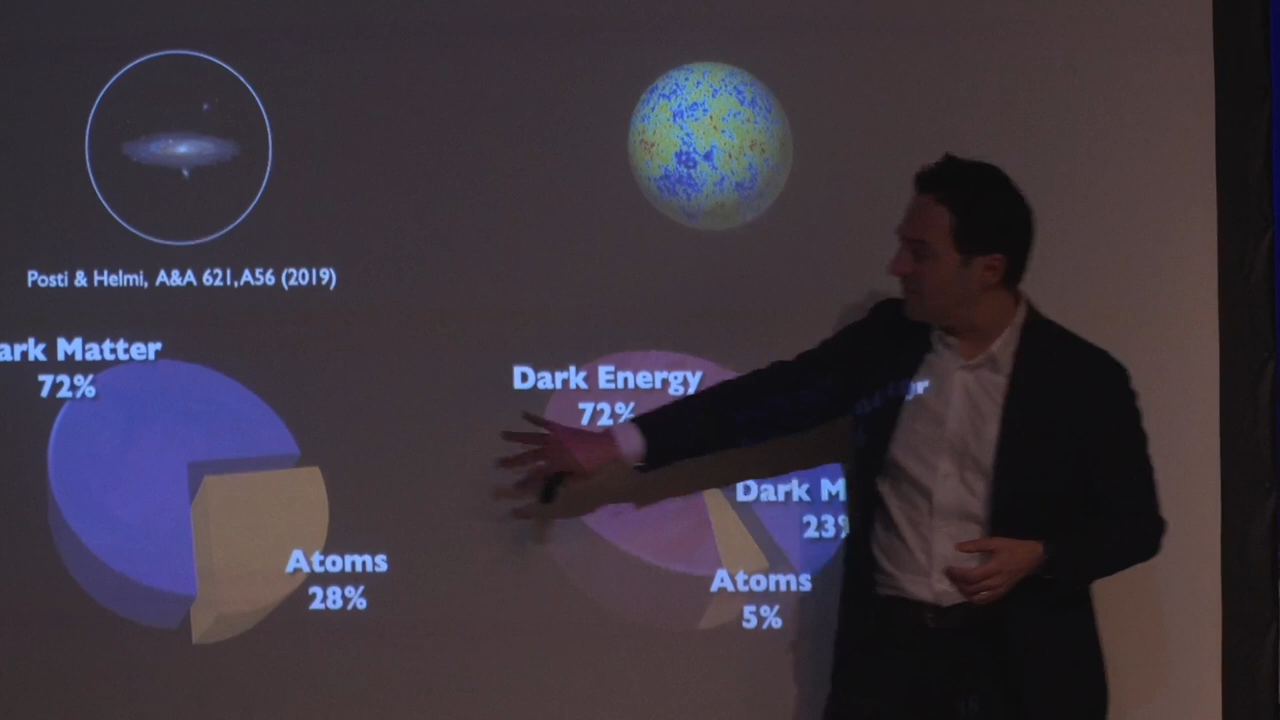 Posti & Helmi, A&A 621,A56 (2019)
ark Matter
72%
Atoms
28%
Dark Energy
72%
Dark M
23%
Atoms
5%